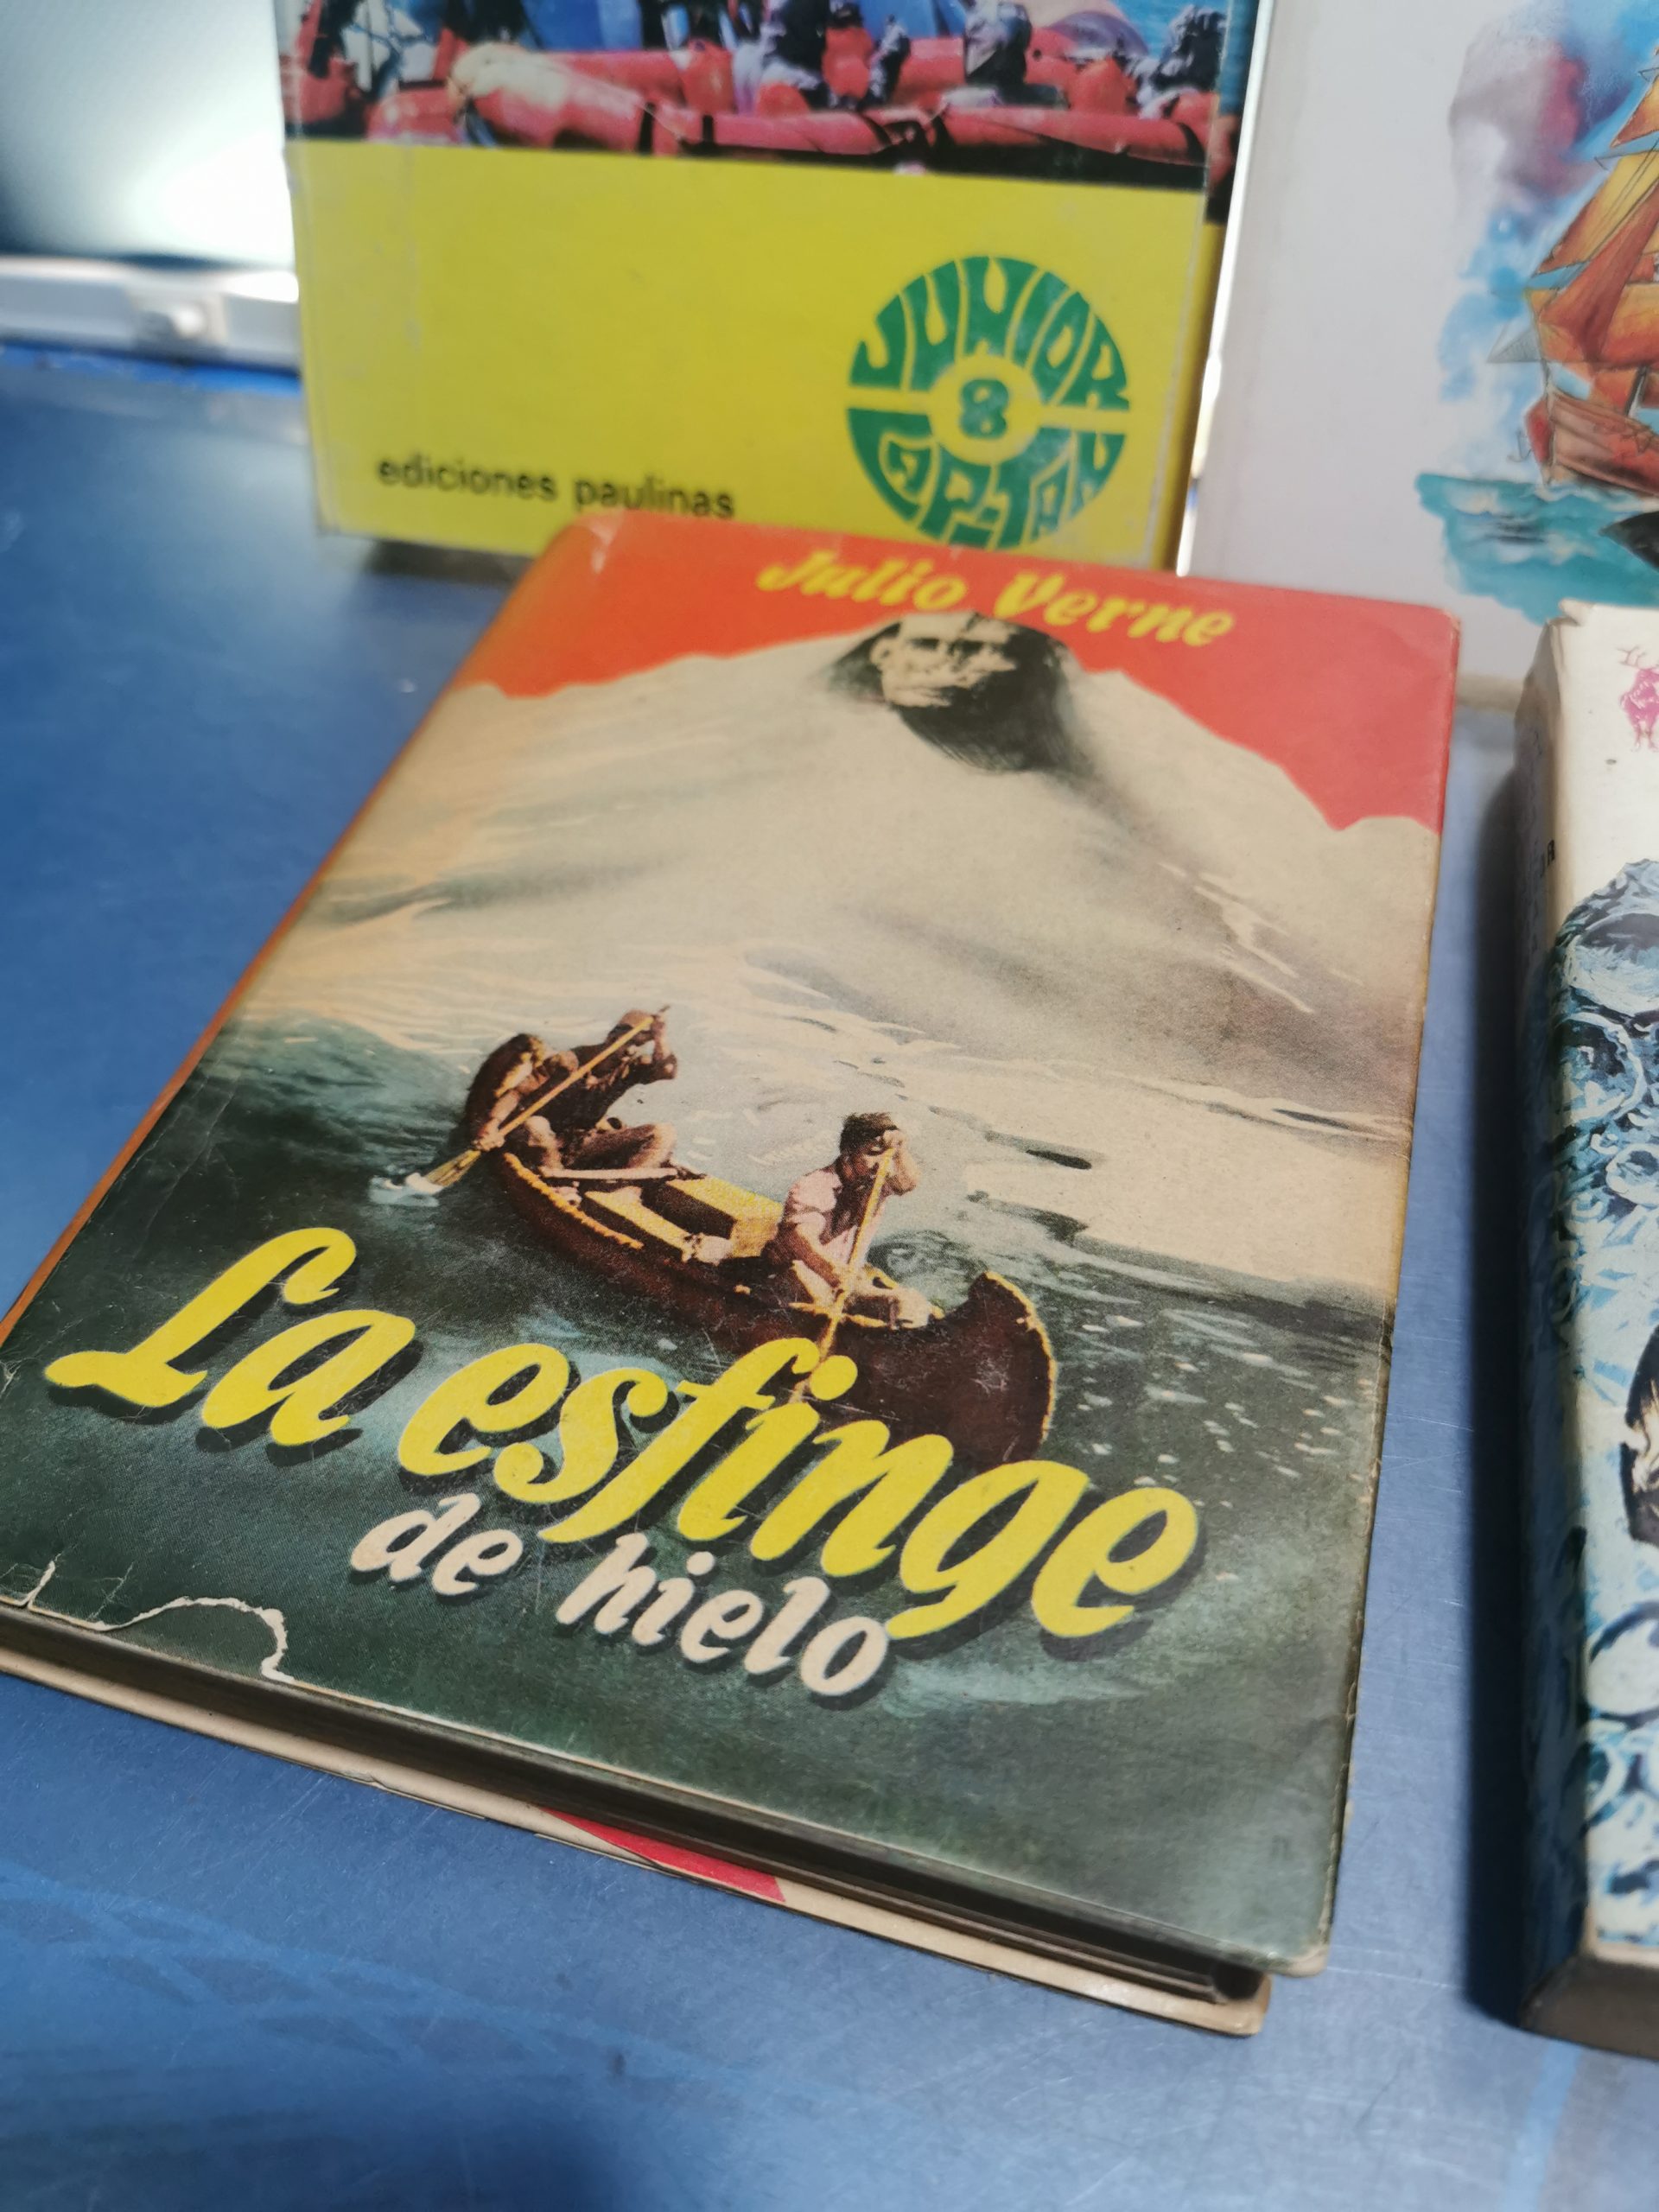 JUNIOR
8
CAPITAN
ediciones paulinas
Julio Verne
La esfinge
de hielo